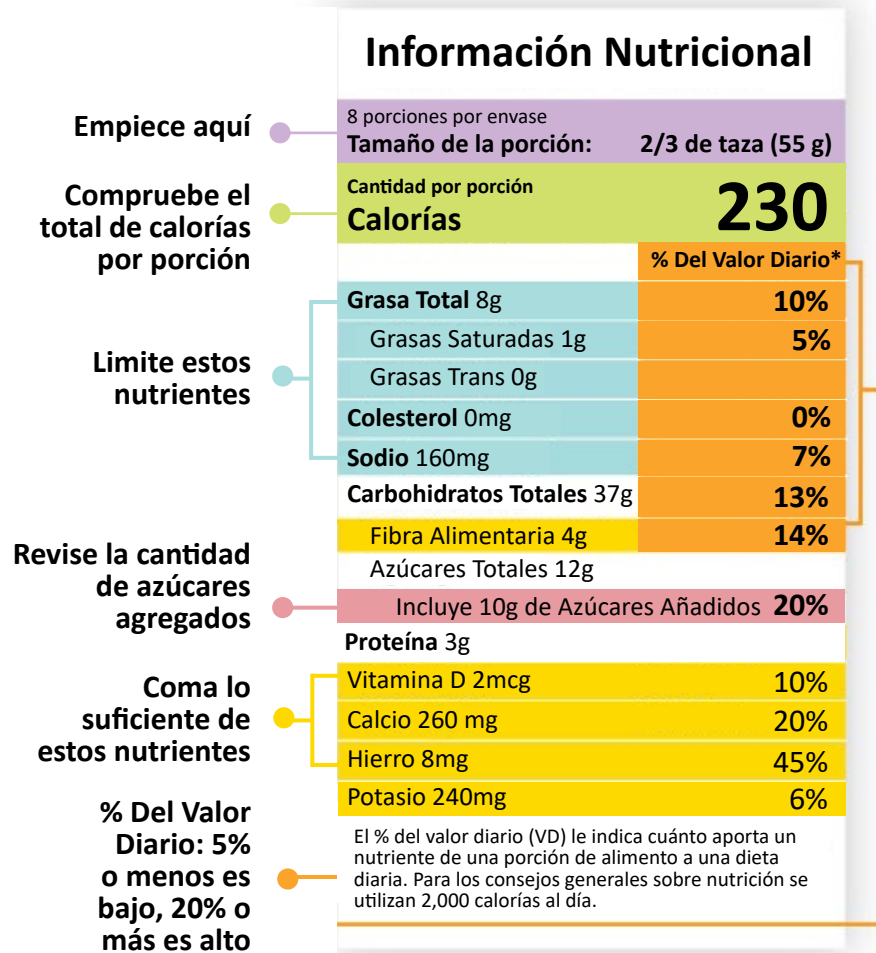 Información Nutricional
Empiece aquí
8 porciones por envase
Tamaño de la porción: 2/3 de taza (55 g)
Compruebe el
total de calorías
por porción
Cantidad por porción
Calorías 230
% Del Valor Diario*
Limite estos
nutrientes
Grasa Total 8g 10%
Grasas Saturadas 1g 5%
Grasas Trans 0g
Colesterol 0mg 0%
Sodio 160mg 7%
Carbohidratos Totales 37g 13%
Fibra Alimentaria 4g 14%
Azúcares Totales 12g
Revise la cantidad
de azúcares
agregados
Incluye 10g de Azúcares Añadidos 20%
Proteína 3g
Coma lo
suficiente de
estos nutrientes
Vitamina D 2mcg 10%
Calcio 260 mg 20%
Hierro 8mg 45%
Potasio 240mg 6%
% Del Valor
Diario: 5%
o menos es
bajo, 20% o
más es alto
El % del valor diario (VD) le indica cuánto aporta un
nutriente de una porción de alimento a una dieta
diaria. Para los consejos generales sobre nutrición se
utilizan 2,000 calorías al día.